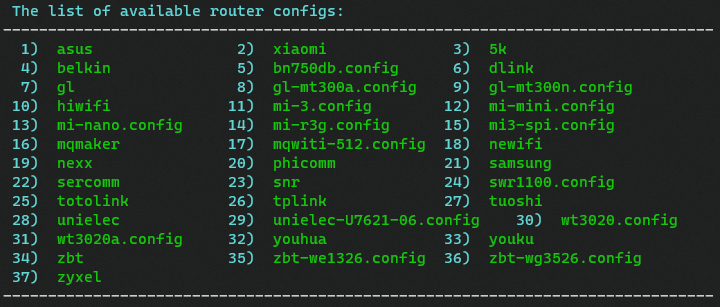 The list of available router configs:
1) asus 2) xiaomi 3) 5k
4) belkin 5) bn750db.config 6) dlink
7) gl 8) gl-mt300a.config 9) gl-mt300n.config
10) hiwifi 11) mi-3.config 12) mi-mini.config
13) mi-nano.config 14) mi-r3g.config 15) mi3-spi.config
16) mqmaker 17) mqwiti-512.config 18) newifi
19) nexx 20) phicomm 21) samsung
22) sercomm 23) snr 24) swr1100.config
25) totolink 26) tplink 27) tuoshi
28) unielec 29) unielec-U7621-06.config 30) wt3020.config
31) wt3020a.config 32) youhua 33) youku
34) zbt 35) zbt-we1326.config 36) zbt-wg3526.config
37) zyxel